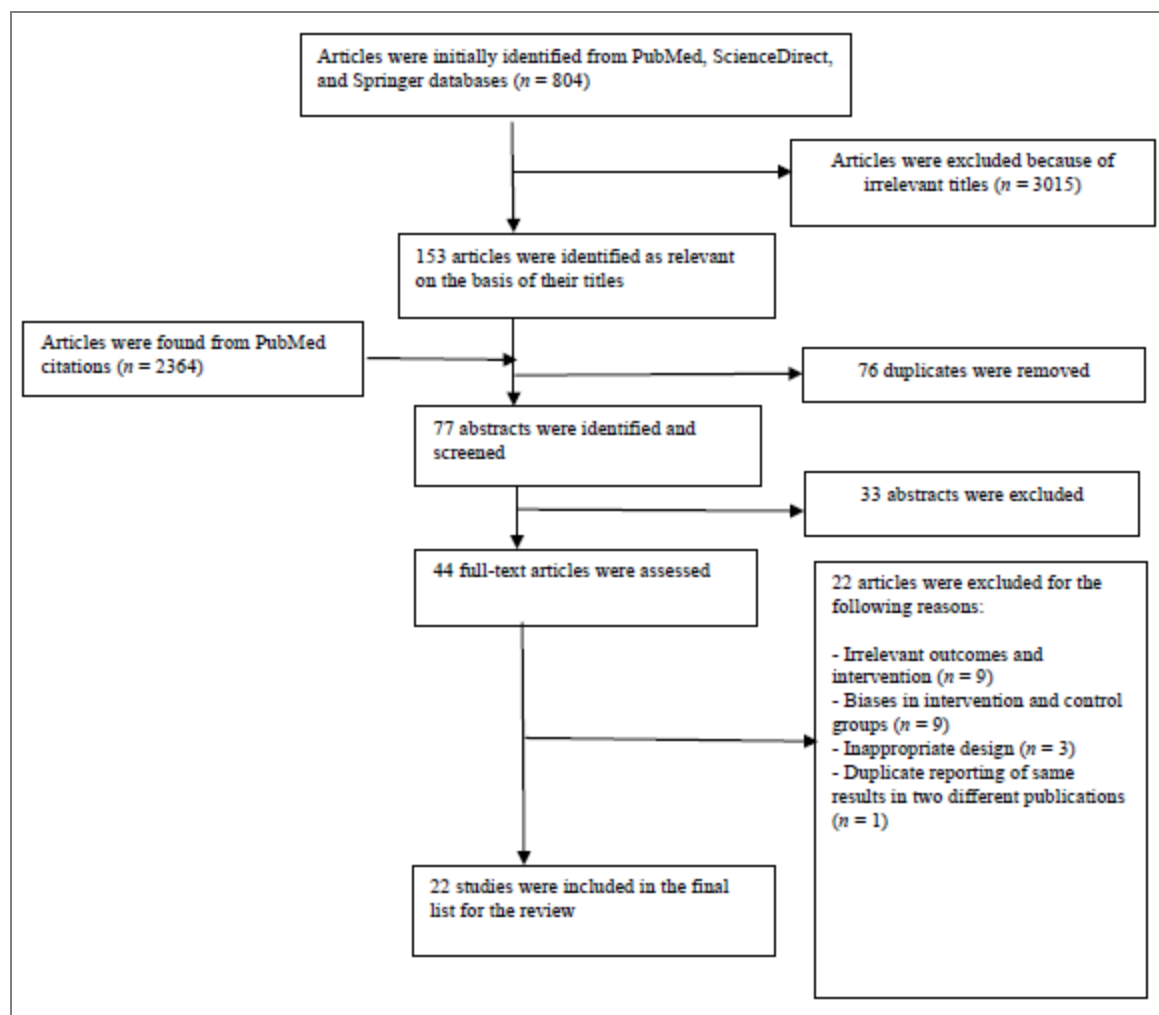 Articles were initially identified from PubMed, ScienceDirect,
and Springer databases (n = 804)
Articles were excluded because of
irrelevant titles (n = 3015)
153 articles were identified as relevant
on the basis of their titles
Articles were found from PubMed
citations (n = 2364)
76 duplicates were removed
77 abstracts were identified and
screened
33 abstracts were excluded
44 full-text articles were assessed
22 articles were excluded for the
following reasons:
- Irrelevant outcomes and
intervention (n = 9)
- Biases in intervention and control
groups (n = 9)
- Inappropriate design (n = 3)
- Duplicate reporting of same
results in two different publications
(n = 1)
22 studies were included in the final
list for the review